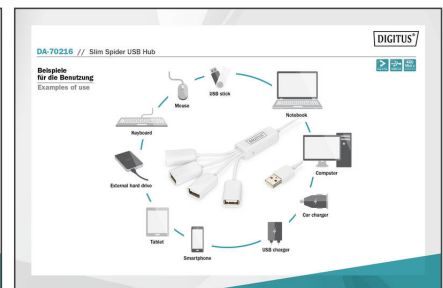 DIGITUS®
DA-70216 // Slim Spider USB Hub
Beispiele
für die Benutzung
Examples of use
USB stick
Mouse
Notebook
Keyboard
DIGITUS
External hard drive
Computer
Car charger
Tablet
Smartphone
USB charger